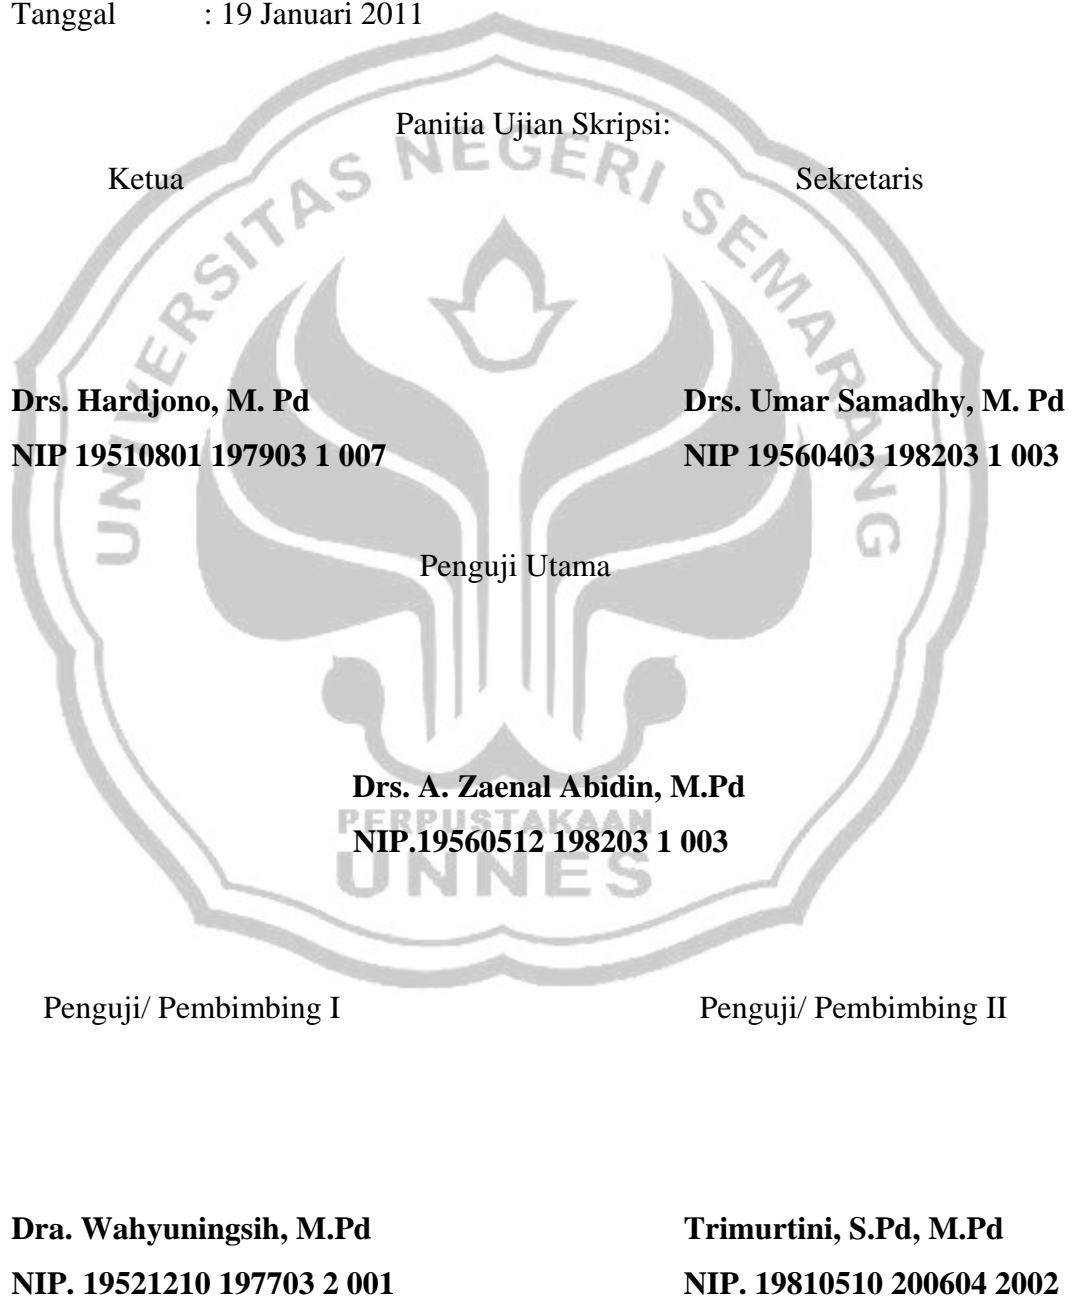 Tanggal : 19 Januari 2011
Panitia Ujian Skripsi:
Ketua Sekretaris
UNIVERSITAS NEGERI SEMARANG
Drs. Hardjono, M. Pd Drs. Umar Samadhy, M. Pd
NIP 19510801 197903 1 007 NIP 19560403 198203 1 003
Penguji Utama
Drs. A. Zaenal Abidin, M.Pd
PERPUSTAKAAN
NIP.19560512 198203 1 003
UNNES
Penguji/ Pembimbing I Penguji/ Pembimbing II
Dra. Wahyuningsih, M.Pd Trimurtini, S.Pd, M.Pd
NIP. 19521210 197703 2 001 NIP. 19810510 200604 2002